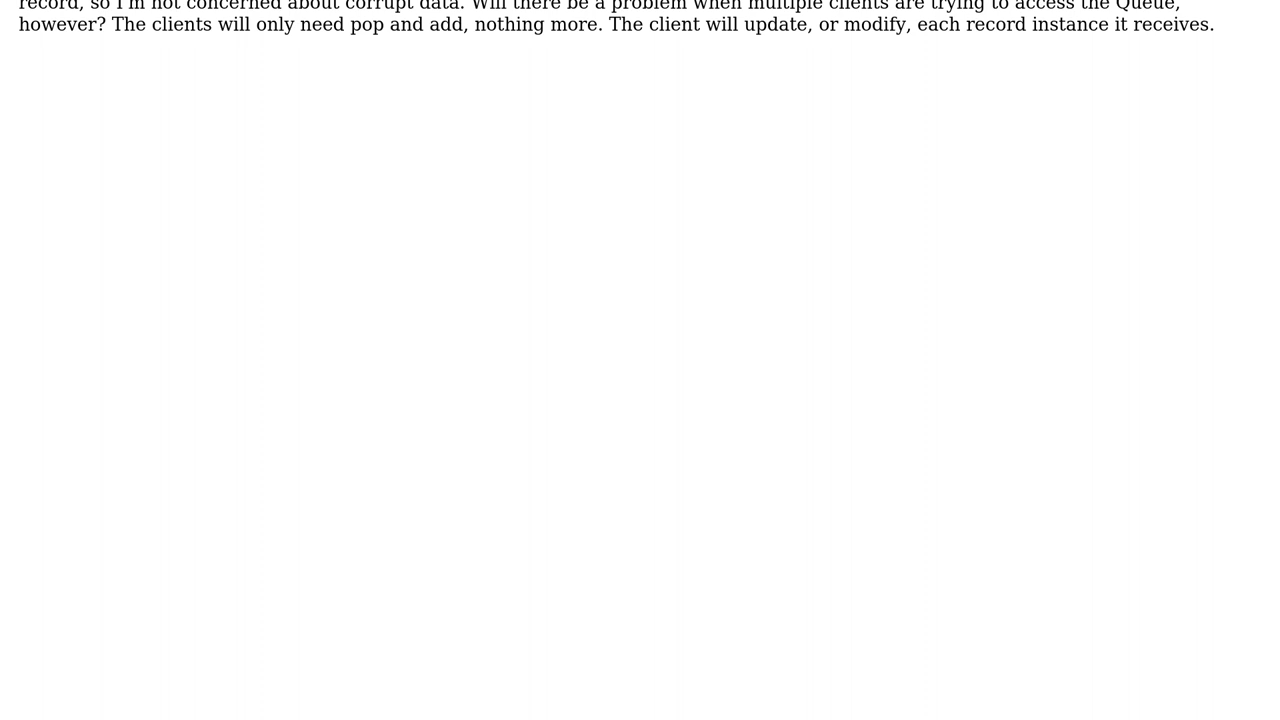 record, so I'm not concerned about corrupt data. Will there be a problem when multiple clients are trying to access the Queue,
however? The clients will only need pop and add, nothing more. The client will update, or modify, each record instance it receives.